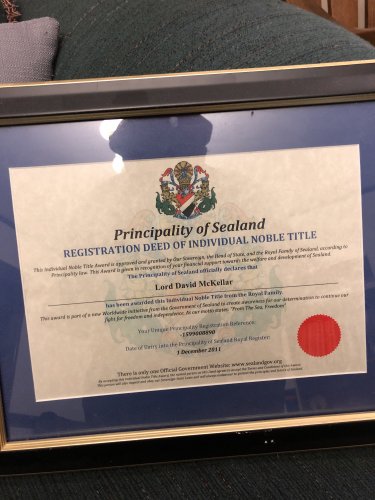 Principality of Sealand
REGISTRATION DEED OF INDIVIDUAL NOBLE TITLE
This Individual Noble Title Award is approved and granted by Our Sovereign, the Head of State, and the Royal Family of Sealand, according to
Principality law. This Award is given in recognition of your financial support towards the welfare and development of Sealand.
The Principality of Sealand officially declares that
Lord David McKellar
has been awarded this Individual Noble Title from the Royal Family.
This award is part of a new Worldwide initiative from the Government of Sealand to create awareness for our determination to continue our
fight for freedom and independence. As our motto states: "From The Sea, Freedom"
Your Unique Principality Registration Reference:
1599008890
Date of Entry into the Principality of Sealand Royal Register:
1 December 2011
There is only one Official Government Website: www.sealandgov.org